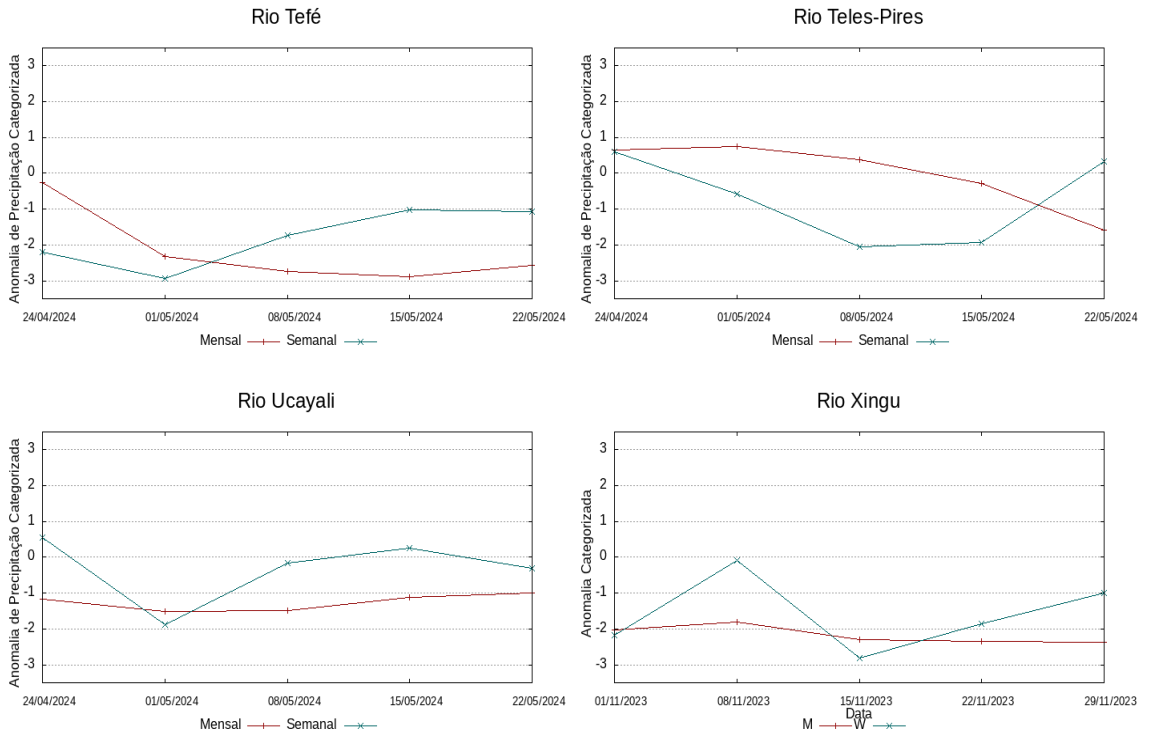 Rio Tefé
Anomalia de Precipitação Categorizada
3
2
1
0
-1
-2
-3
24/04/2024 01/05/2024 08/05/2024 15/05/2024 22/05/2024
Mensal Semanal
Rio Teles-Pires
Anomalia de Precipitação Categorizada
3
2
1
0
-1
-2
-3
24/04/2024 01/05/2024 08/05/2024 15/05/2024 22/05/2024
Mensal Semanal
Rio Ucayali
Anomalia de Precipitação Categorizada
3
2
1
0
-1
-2
-3
24/04/2024 01/05/2024 08/05/2024 15/05/2024 22/05/2024
Mensal Semanal
Rio Xingu
Anomalia Categorizada
3
2
1
0
-1
-2
-3
01/11/2023 08/11/2023 15/11/2023 22/11/2023 29/11/2023
Data
M W